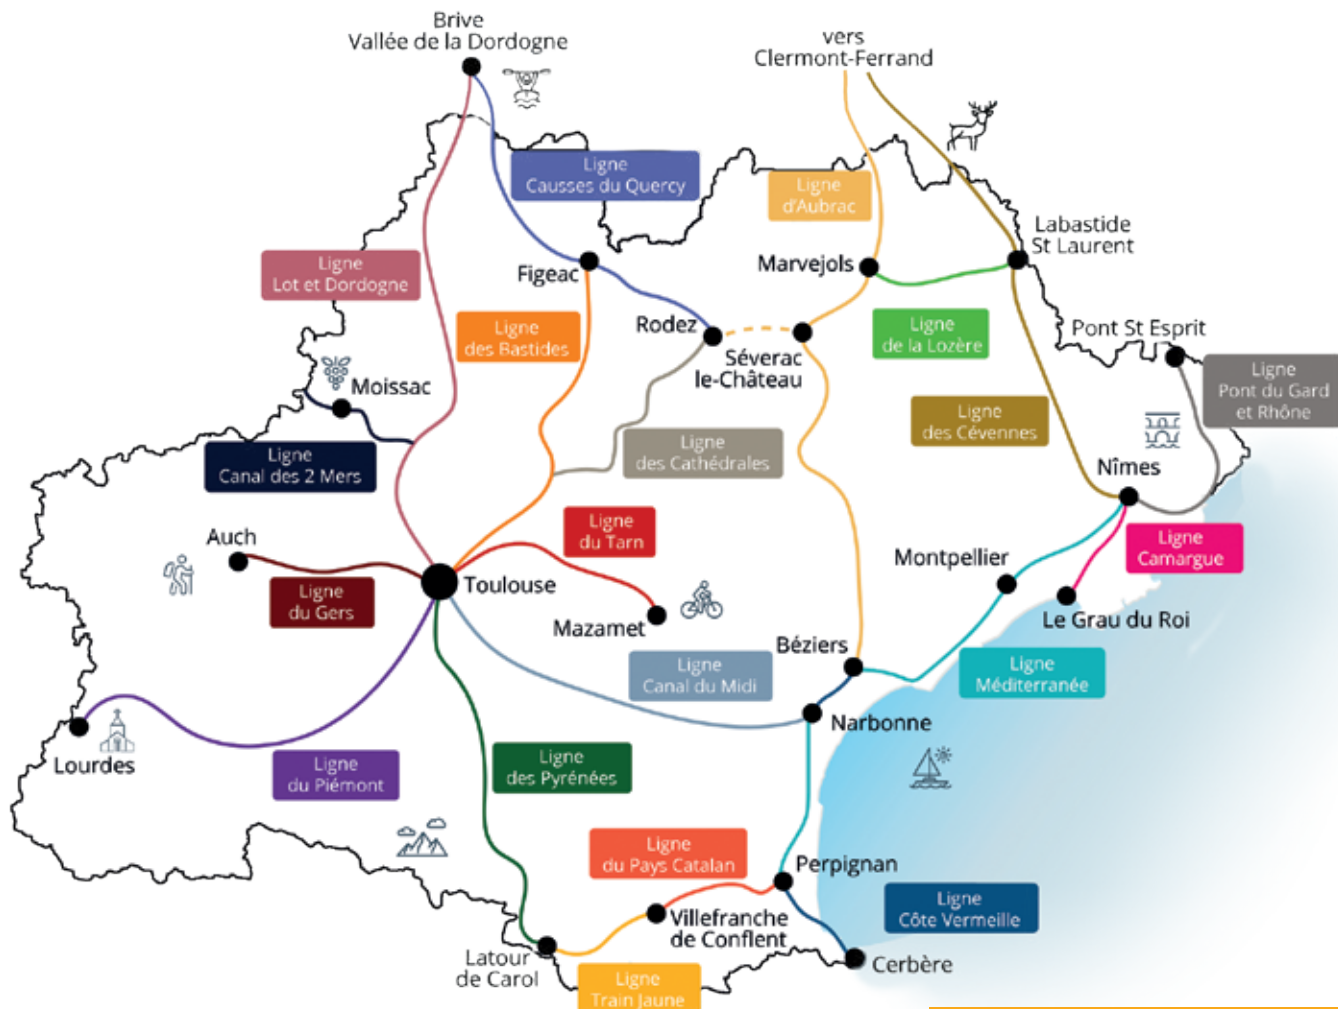 Brive
Vallée de la Dordogne
vers
Clermont-Ferrand
Ligne
Causses du Quercy
Ligne
d'Aubrac
Labastide
St Laurent
Ligne
Lot et Dordogne
Figeac
Marvejols
Ligne
des Bastides
Rodez
Séverac
le-Château
Ligne
de la Lozère
Pont St Esprit
Ligne
Pont du Gard
et Rhône
Moissac
Ligne
Canal des 2 Mers
Ligne
des Cathédrales
Ligne
des Cévennes
Nîmes
Auch
Ligne
du Gers
Toulouse
Ligne
du Tarn
Mazamet
Montpellier
Ligne
Camargue
Le Grau du Roi
Béziers
Ligne
Canal du Midi
Ligne
Méditerranée
Narbonne
Lourdes
Ligne
du Piémont
Ligne
des Pyrénées
Ligne
du Pays Catalan
Perpignan
Villefranche
de Conflent
Ligne
Côte Vermeille
Latour
de Carol
Cerbère
Ligne
Train Jaune